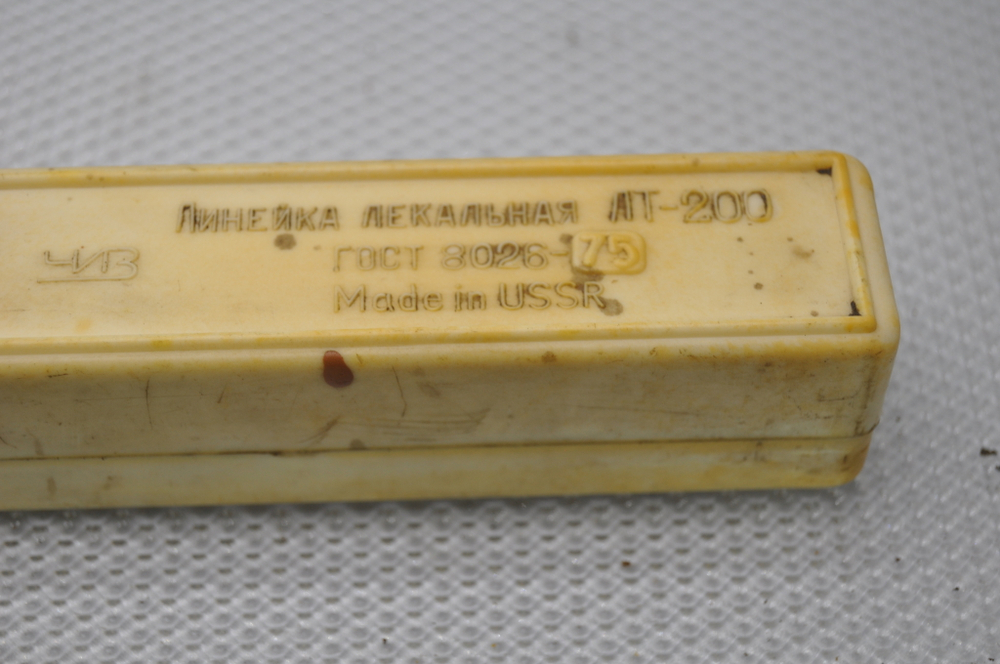 ЛИНЕЙКА ЛЕКАЛЬНАЯ ЛТ-200
ЧИЗ
ГОСТ 8026-75
Made in USSR